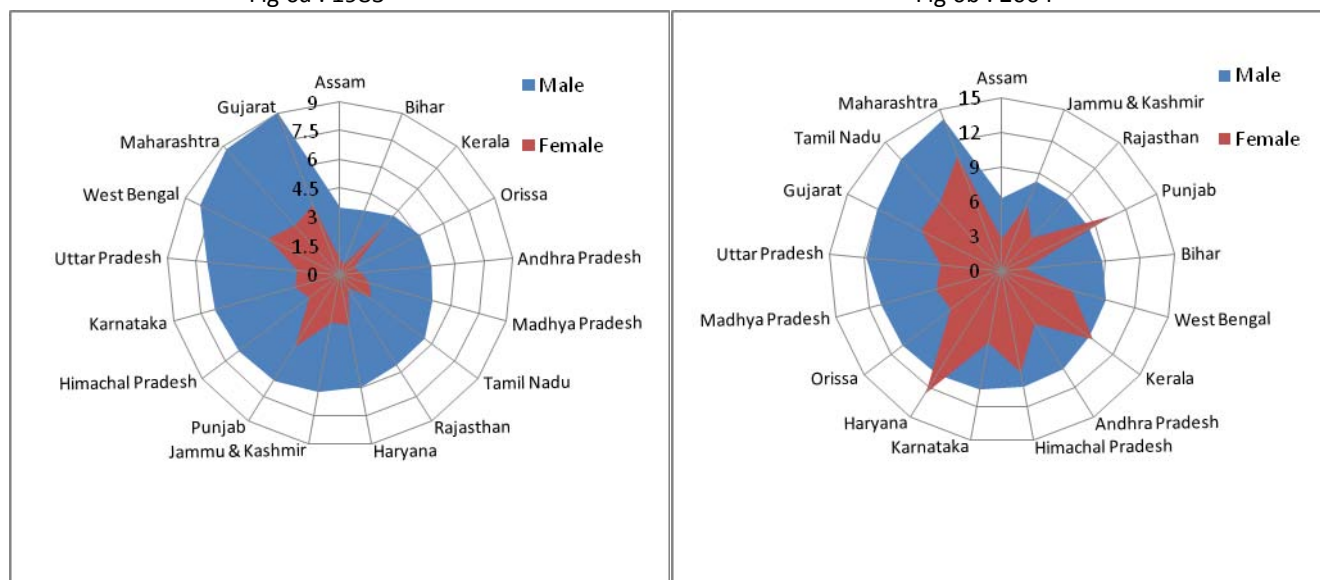 Assam
Bihar
Kerala
Orissa
Andhra Pradesh
Madhya Pradesh
Tamil Nadu
Rajasthan
Haryana
Jammu & Kashmir
Punjab
Himachal Pradesh
Karnataka
Uttar Pradesh
West Bengal
Maharashtra
Gujarat
9
7.5
6
4.5
3
1.5
0
Male
Female
Assam
Jammu & Kashmir
Rajasthan
Punjab
Bihar
West Bengal
Kerala
Andhra Pradesh
Himachal Pradesh
Karnataka
Haryana
Orissa
Madhya Pradesh
Uttar Pradesh
Gujarat
Tamil Nadu
Maharashtra
15
12
9
6
3
0
Male
Female